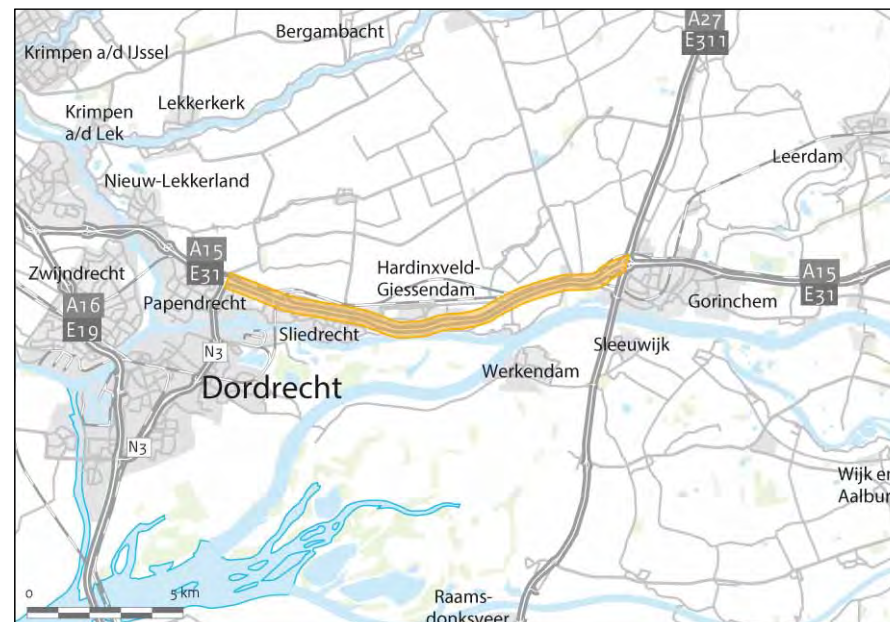 Krimpen a/d IJssel
Bergambacht
A27
E311
Lekkerkerk
Krimpen
a/d Lek
Leerdam
Nieuw-Lekkerland
A15
E31
Hardinxveld-
Giessendam
Zwijndrecht
A15
E31
A16
E19
Papendrecht
Gorinchem
Sliedrecht
N3
Sleeuwijk
Werkendam
Dordrecht
N3
Wijk en
Aalbur
0
5 km
Raams-
donksveer